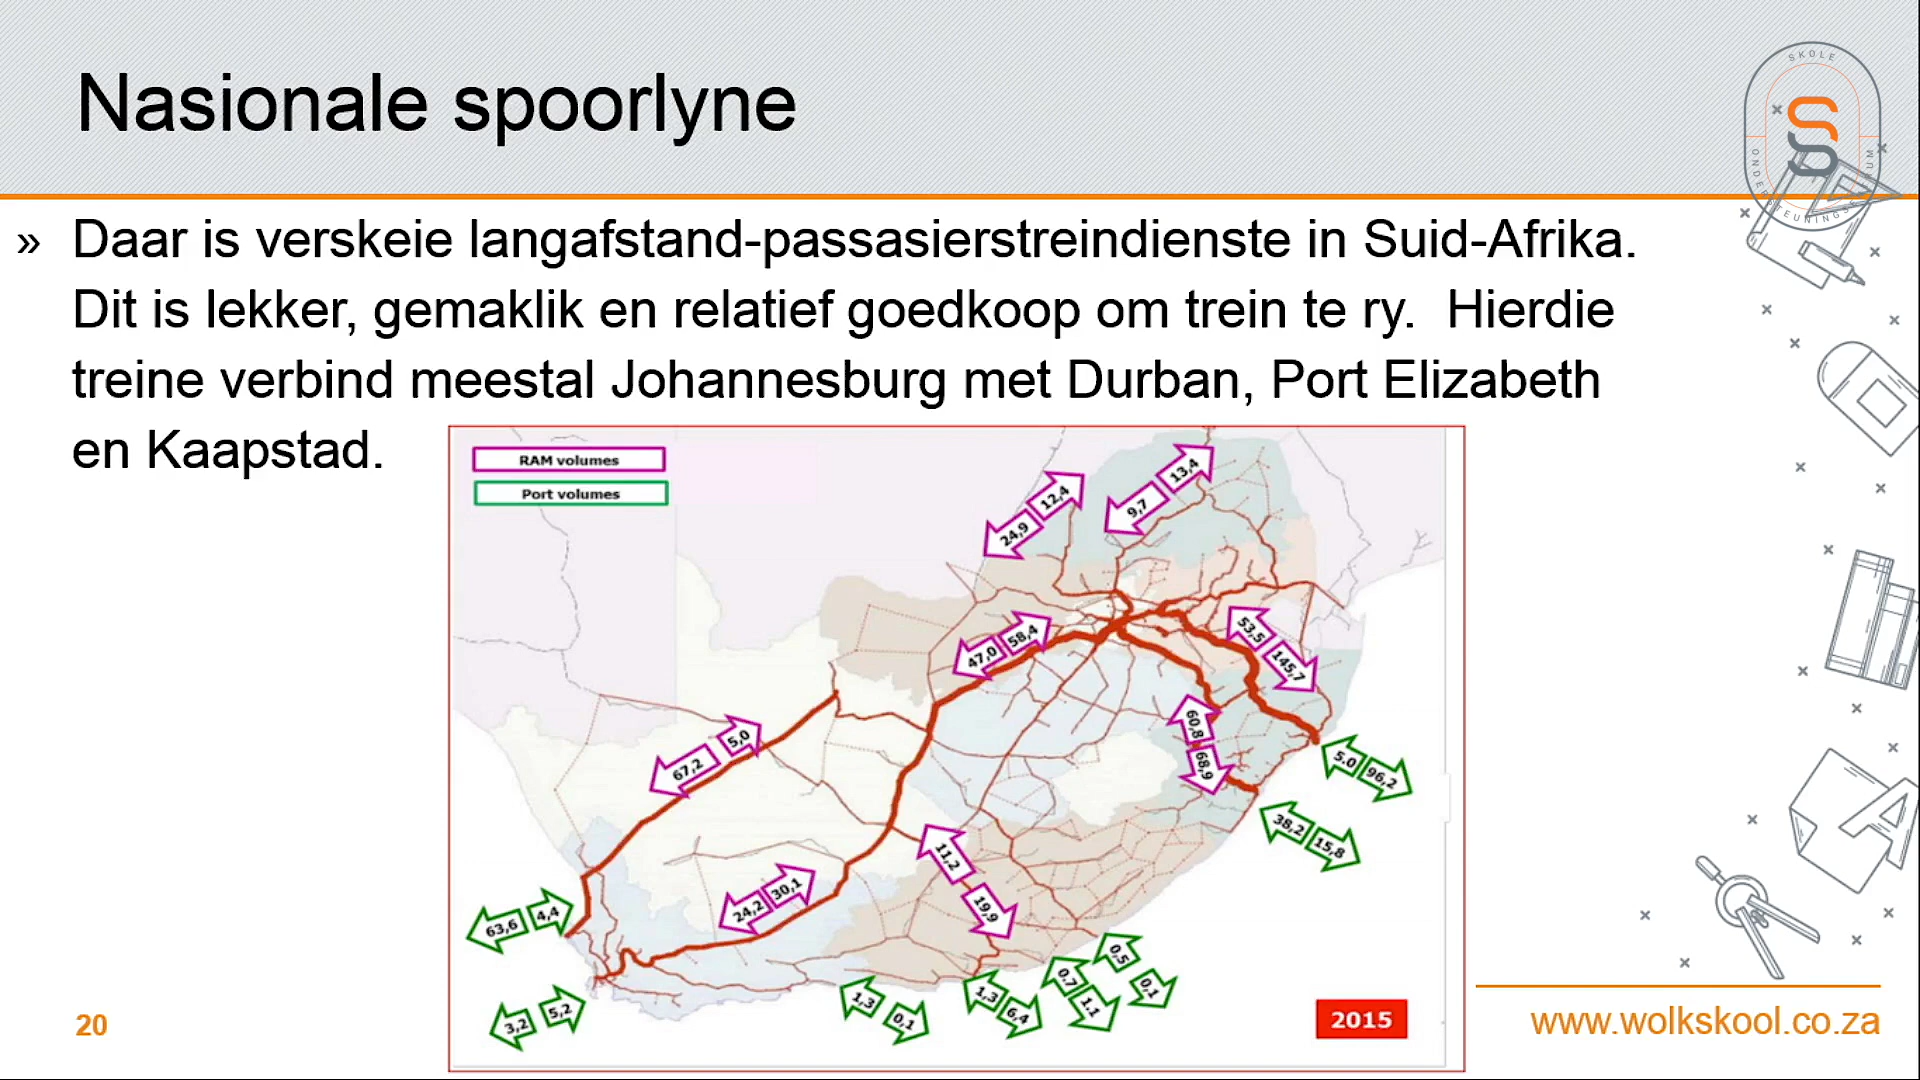 Nasionale spoorlyne
SKOLE
ONDERSTEUNINGSENTRUM
» Daar is verskeie langafstand-passasierstreindienste in Suid-Afrika.
Dit is lekker, gemaklik en relatief goedkoop om trein te ry. Hierdie
treine verbind meestal Johannesburg met Durban, Port Elizabeth
en Kaapstad.
RAM volumes
Port volumes
24,9 12,4
9,7 13,4
47,0 58,4
53,5 145,7
67,2 5,0
60,8 68,9
5.0 96,2
38,2 15,8
11,2 19,9
24,2 30,1
63,6 4,4
0,5 0,1
0.7 1.1
1,3 6,4
1,3 0,1
3,2 5,2
2015
20
www.wolkskool.co.za